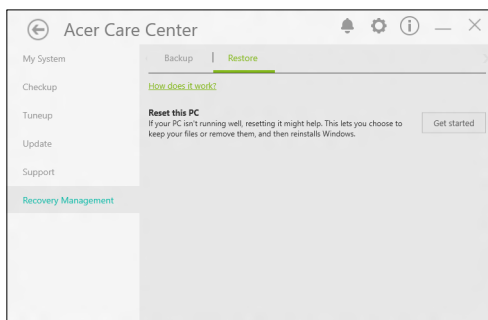 Acer Care Center
My System
Checkup
Tuneup
Update
Support
Recovery Management
Backup
Restore
How does it work?
Reset this PC
If your PC isn't running well, resetting it might help. This lets you choose to
keep your files or remove them, and then reinstalls Windows.
Get started